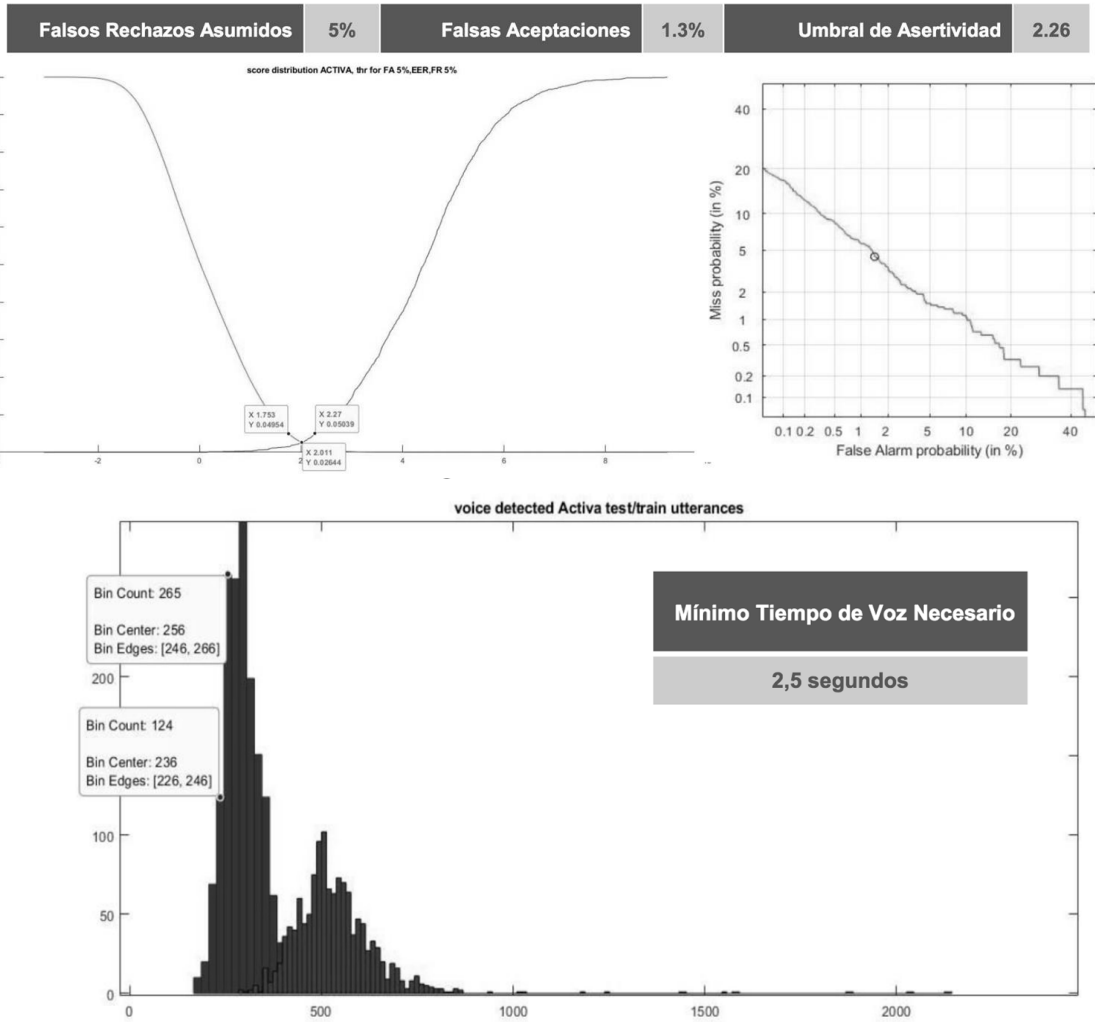 Falsos Rechazos Asumidos 5% Falsas Aceptaciones 1.3% Umbral de Asertividad 2.26
score distribution ACTIVA, thr for FA 5%,EER,FR 5%
X 1.753
Y 0.04954
X 2.27
Y 0.05039
X 2.011
Y 0.02644
-2 0 2 4 6 8
Miss probability (in %)
40
20
10
5
2
1
0.5
0.2
0.1
0.1 0.2 0.5 1 2 5 10 20 40
False Alarm probability (in %)
voice detected Activa test/train utterances
Bin Count: 265
Bin Center: 256
Bin Edges: [246, 266]
Mínimo Tiempo de Voz Necesario
2,5 segundos
200
Bin Count: 124
Bin Center: 236
Bin Edges: [226, 246]
100
50
0
0 500 1000 1500 2000